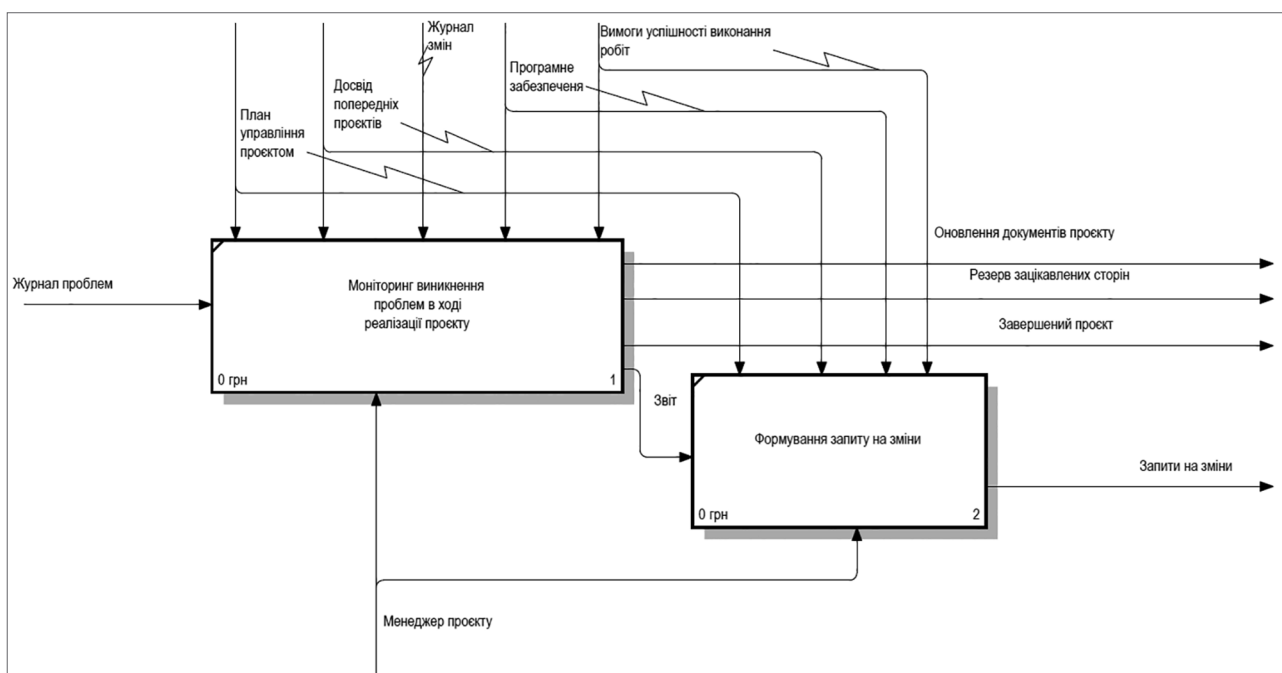 Журнал
змін
Вимоги успішності виконання
робіт
Програмне
забезпеченя
Досвід
попередніх
проєктів
План
управління
проєктом
Журнал проблем
Моніторинг виникнення
проблем в ході
реалізації проєкту
0 грн
1
Оновлення документів проєкту
Резерв зацікавлених сторін
Завершений проєкт
Звіт
Формування запиту на зміни
0 грн
2
Запити на зміни
Менеджер проєкту